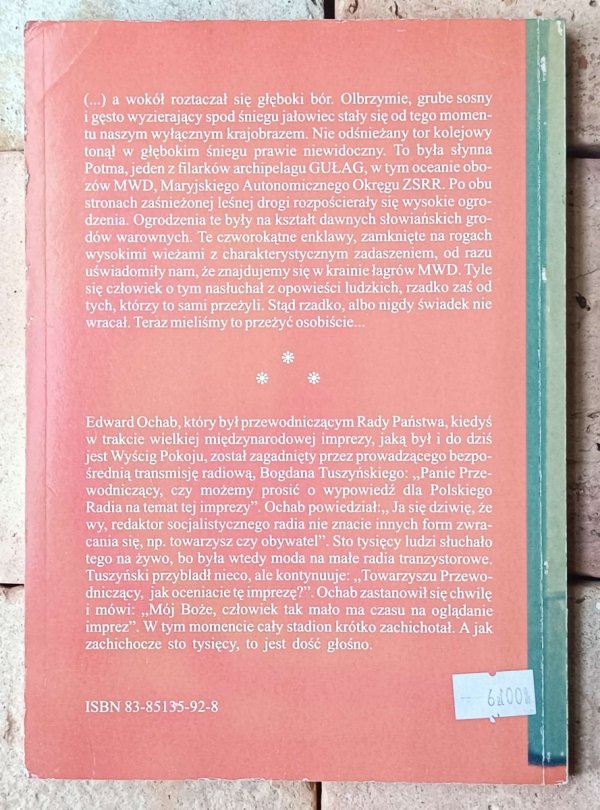 (...) a wokół roztaczał się głęboki bór. Olbrzymie, grube sosny
i gęsto wyzierający spod śniegu jałowiec stały się od tego momen-
tu naszym wyłącznym krajobrazem. Nie odśnieżany tor kolejowy
tonął w głębokim śniegu prawie niewidoczny. To była słynna
Potma, jeden z filarków archipelagu GUŁAG, w tym oceanie obo-
zów MWD, Maryjskiego Autonomicznego Okręgu ZSRR. Po obu
stronach zaśnieżonej leśnej drogi rozpościerały się wysokie ogro-
dzenia. Ogrodzenia te były na kształt dawnych słowiańskich gro-
dów warownych. Te czworokątne enklawy, zamknięte na rogach
wysokimi wieżami z charakterystycznym zadaszeniem, od razu
uświadomiły nam, że znajdujemy się w krainie łagrów MWD. Tyle
się człowiek o tym nasłuchał z opowieści ludzkich, rzadko zaś od
tych, którzy to sami przeżyli. Stąd rzadko, albo nigdy świadek nie
wracał. Teraz mieliśmy to przeżyć osobiście...
*
* *
Edward Ochab, który był przewodniczącym Rady Państwa, kiedyś
w trakcie wielkiej międzynarodowej imprezy, jaką był i do dziś
jest Wyścig Pokoju, został zagadnięty przez prowadzącego bezpo-
średnią transmisję radiową, Bogdana Tuszyńskiego: ,,Panie Prze-
wodniczący, czy możemy prosić o wypowiedź dla Polskiego
Radia na temat tej imprezy". Ochab powiedział:,, Ja się dziwię, że
wy, redaktor socjalistycznego radia nie znacie innych form zwra-
cania się, np. towarzysz czy obywatel". Sto tysięcy ludzi słuchało
tego na żywo, bo była wtedy moda na małe radia tranzystorowe.
Tuszyński przybladł nieco, ale kontynuuje: ,,Towarzyszu Przewo-
dniczący, jak oceniacie tę imprezę?". Ochab zastanowił się chwilę
i mówi: ,,Mój Boże, człowiek tak mało ma czasu na oglądanie
imprez". W tym momencie cały stadion krótko zachichotał. A jak
zachichocze sto tysięcy, to jest dość głośno.
ISBN 83-85135-92-8